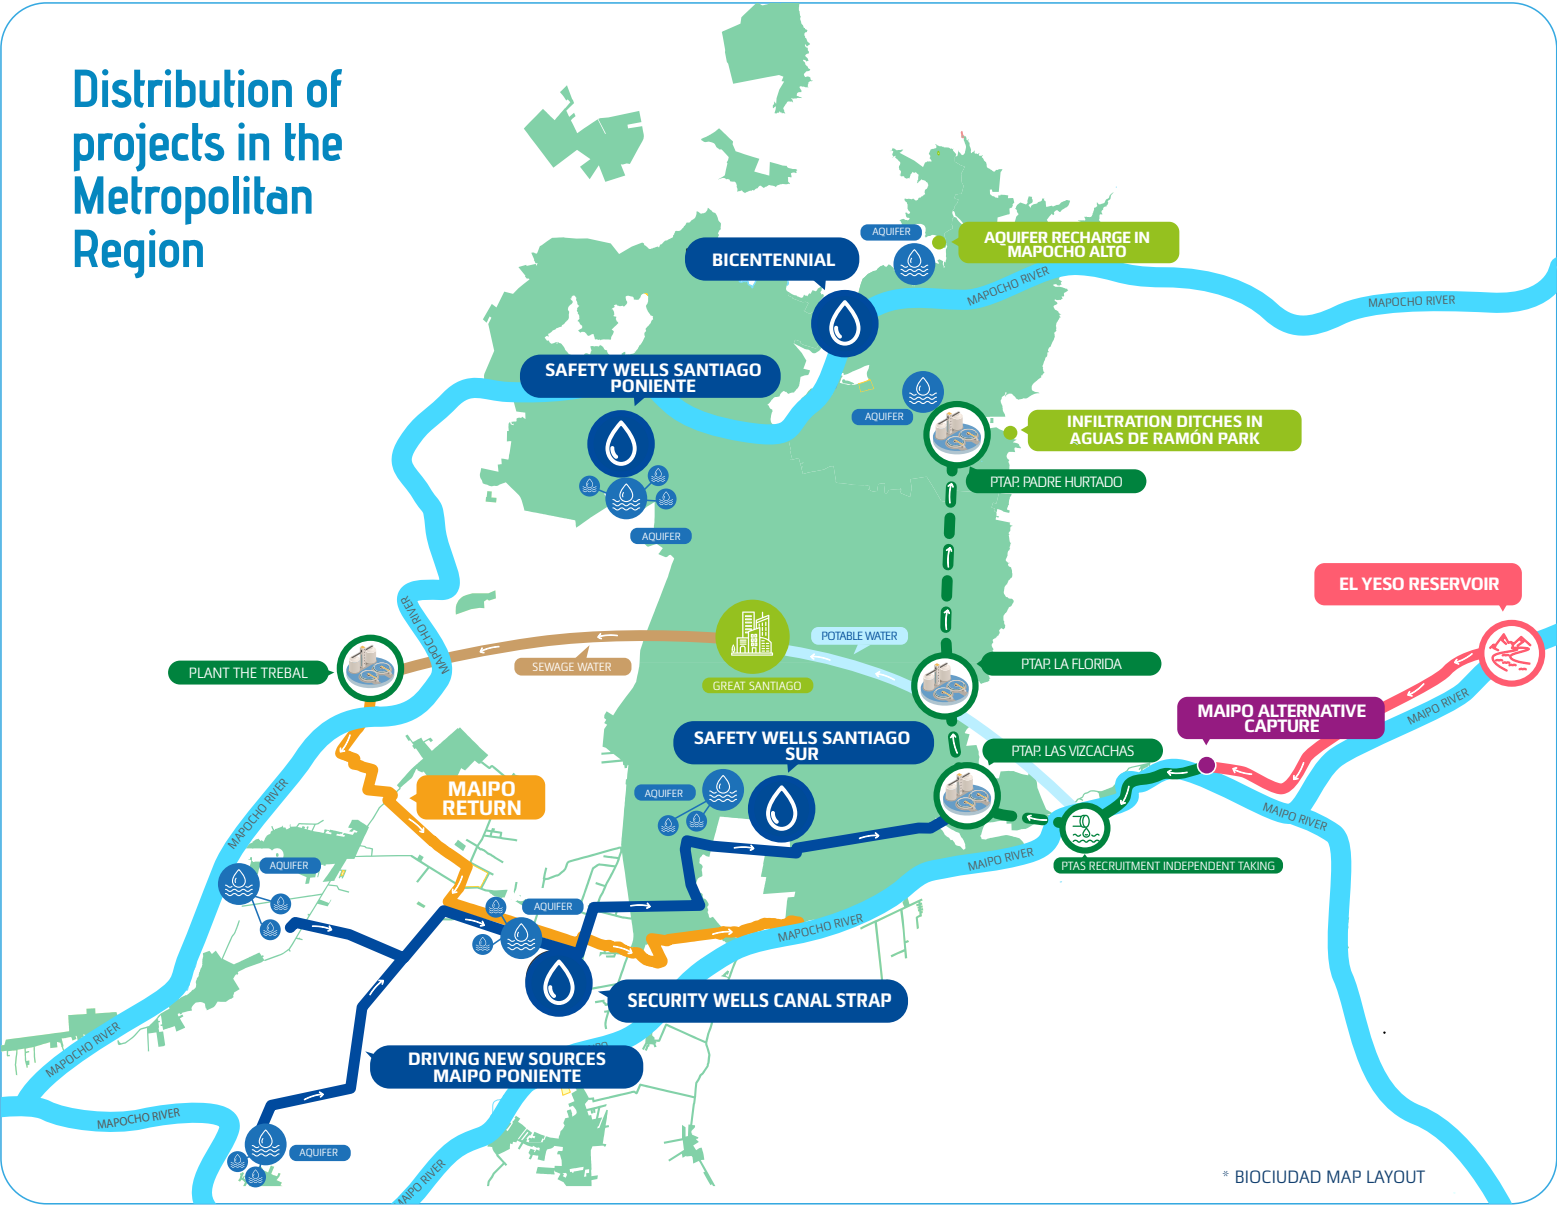 Distribution of
projects in the
Metropolitan
Region
AQUIFER
AQUIFER RECHARGE IN
MAPOCHO ALTO
BICENTENNIAL
MAPOCHO RIVER
MAPOCHO RIVER
SAFETY WELLS SANTIAGO
PONIENTE
AQUIFER
INFILTRATION DITCHES IN
AGUAS DE RAMÓN PARK
PTAP. PADRE HURTADO
AQUIFER
EL YESO RESERVOIR
MAPOCHO RIVER
POTABLE WATER
SEWAGE WATER
PLANT THE TREBAL
GREAT SANTIAGO
PTAP. LA FLORIDA
MAIPO RIVER
MAIPO ALTERNATIVE
CAPTURE
SAFETY WELLS SANTIAGO
SUR
PTAP. LAS VIZCACHAS
MAIPO
RETURN
AQUIFER
MAPOCHO RIVER
MAIPO RIVER
MAIPO RIVER
PTAS RECRUITMENT INDEPENDENT TAKING
AQUIFER
AQUIFER
MAPOCHO RIVER
SECURITY WELLS CANAL STRAP
MAPOCHO RIVER
DRIVING NEW SOURCES
MAIPO PONIENTE
MAPOCHO RIVER
AQUIFER
MAIPO RIVER
* BIOCIUDAD MAP LAYOUT